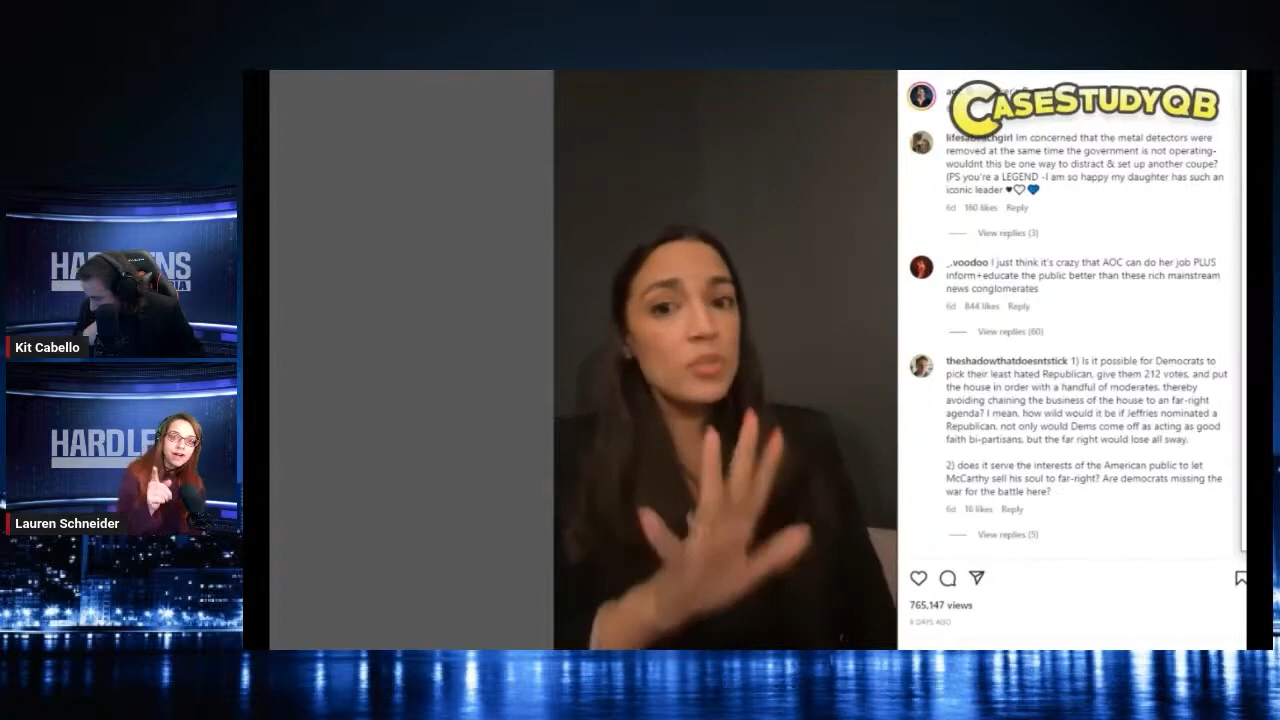 CASESTUDYQB
lifesabeachgirl Im concerned that the metal detectors were
removed at the same time the government is not operating-
wouldnt this be one way to distract & set up another coupe?
(PS you're a LEGEND -I am so happy my daughter has such an
iconic leader ♥🤍💙
6d 160 likes Reply
View replies (3)
_.voodoo I just think it's crazy that AOC can do her job PLUS
inform+educate the public better than these rich mainstream
news conglomerates
6d 844 likes Reply
View replies (60)
theshadowthatdoesntstick 1) Is it possible for Democrats to
pick their least hated Republican, give them 212 votes, and put
the house in order with a handful of moderates, thereby
avoiding chaining the business of the house to an far-right
agenda? I mean, how wild would it be if Jeffries nominated a
Republican, not only would Dems come off as acting as good
faith bi-partisans, but the far right would lose all sway.
2) does it serve the interests of the American public to let
McCarthy sell his soul to far-right? Are democrats missing the
war for the battle here?
6d 16 likes Reply
View replies (5)
765,147 views
6 DAYS AGO
HA NS
IA
Kit Cabello
HARDLE
Lauren Schneider